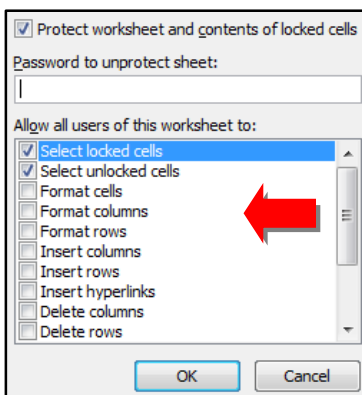 Protect worksheet and contents of locked cells
Password to unprotect sheet:
Allow all users of this worksheet to:
Select locked cells
Select unlocked cells
Format cells
Format columns
Format rows
Insert columns
Insert rows
Insert hyperlinks
Delete columns
Delete rows
OK Cancel